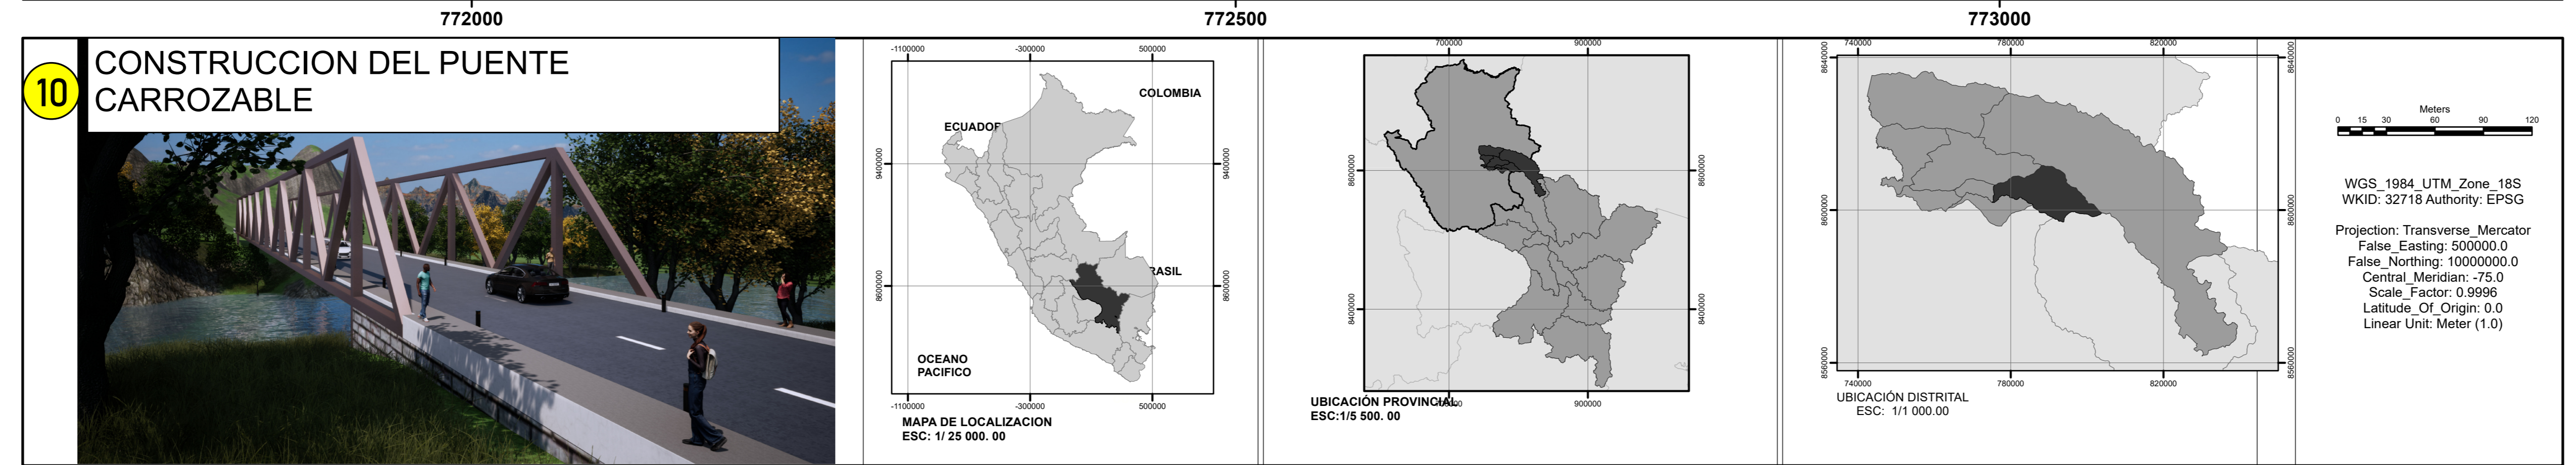 772000
772500
773000
10
CONSTRUCCION DEL PUENTE
CARROZABLE
-1100000
-300000
500000
9400000
8600000
COLOMBIA
ECUADOR
RASIL
OCEANO
PACIFICO
9400000
8600000
-1100000
-300000
500000
MAPA DE LOCALIZACION
ESC: 1/ 25 000. 00
700000
900000
8600000
8400000
8600000
8400000
900000
UBICACIÓN PROVINCIAL
ESC:1/5 500. 00
740000
780000
820000
8640000
8600000
8560000
8640000
8600000
8560000
740000
780000
820000
UBICACIÓN DISTRITAL
ESC: 1/1 000.00
Meters
0 15 30 60 90 120
WGS_1984_UTM_Zone_18S
WKID: 32718 Authority: EPSG
Projection: Transverse_Mercator
False_Easting: 500000.0
False_Northing: 10000000.0
Central_Meridian: -75.0
Scale_Factor: 0.9996
Latitude_Of_Origin: 0.0
Linear Unit: Meter (1.0)